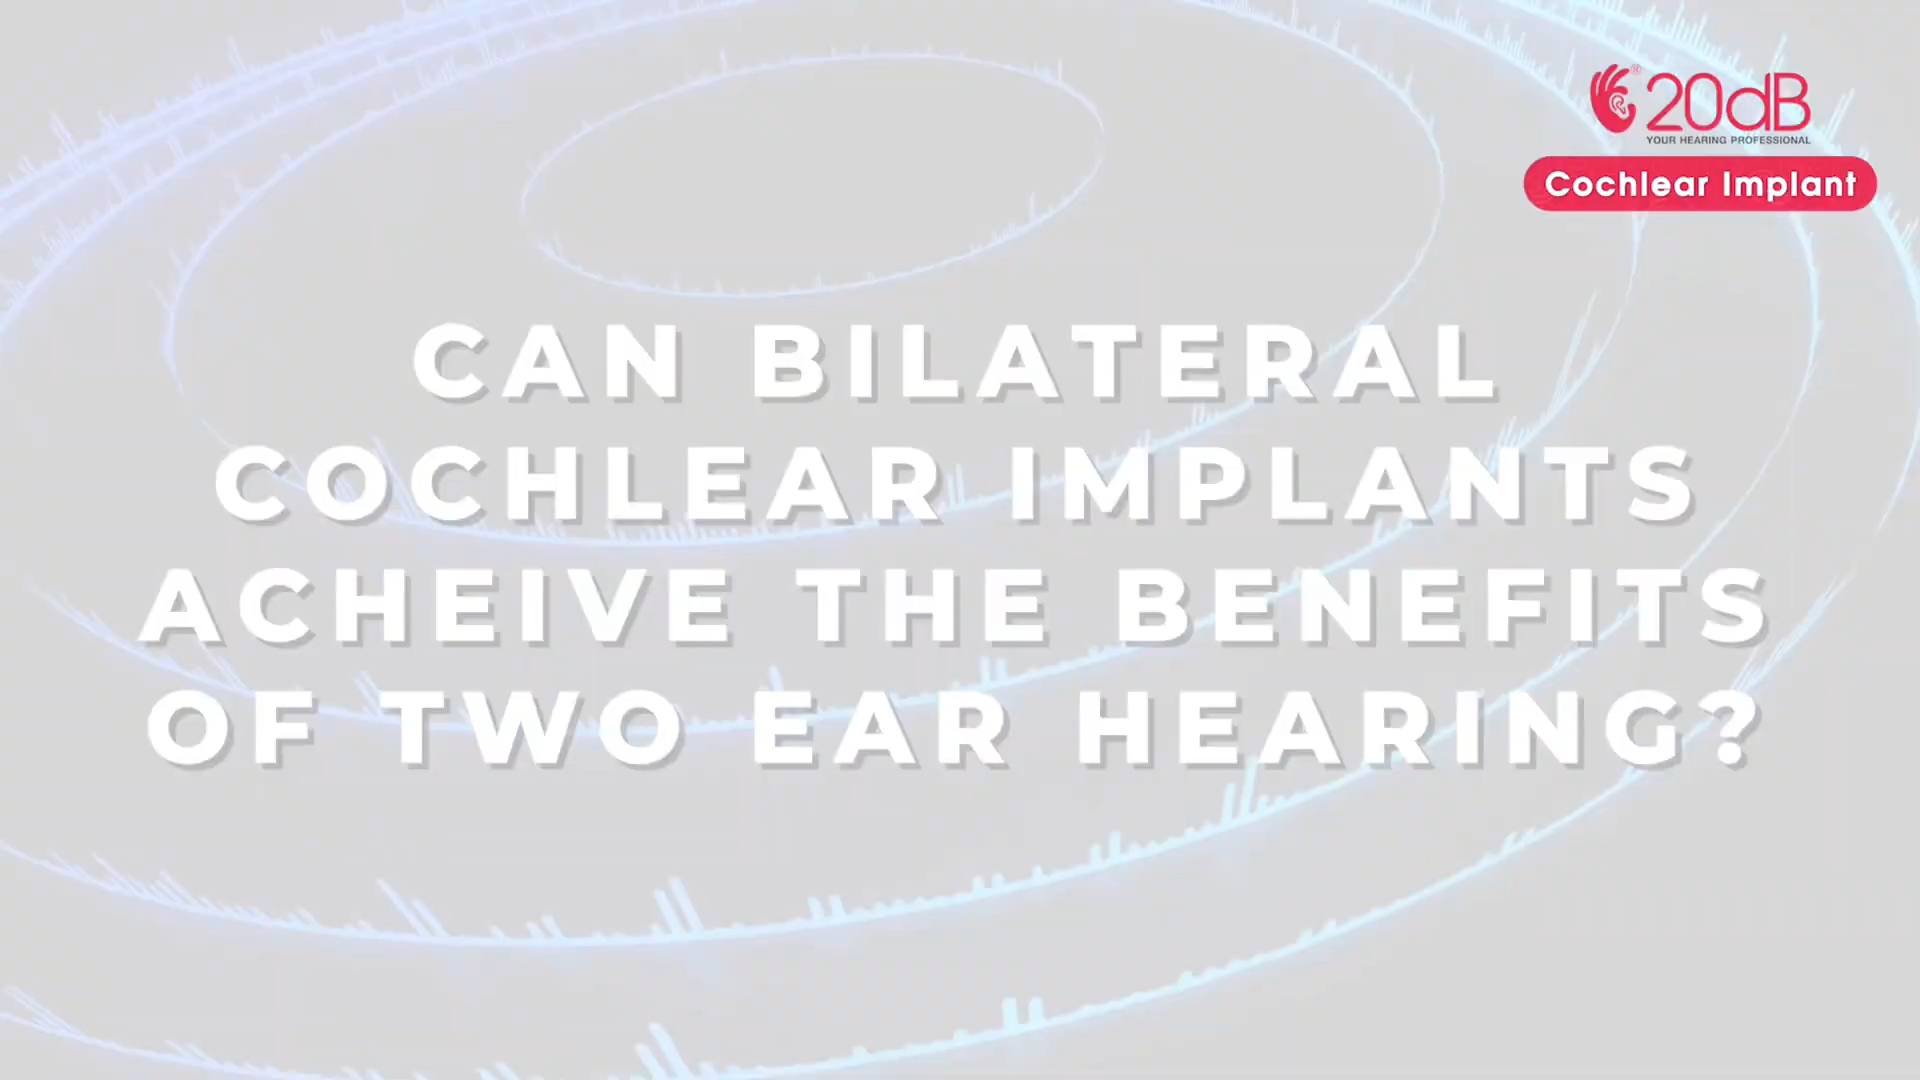 20dB
YOUR HEARING PROFESSIONAL
Cochlear Implant
CAN BILATERAL
COCHLEAR IMPLANTS
ACHEIVE THE BENEFITS
OF TWO EAR HEARING?